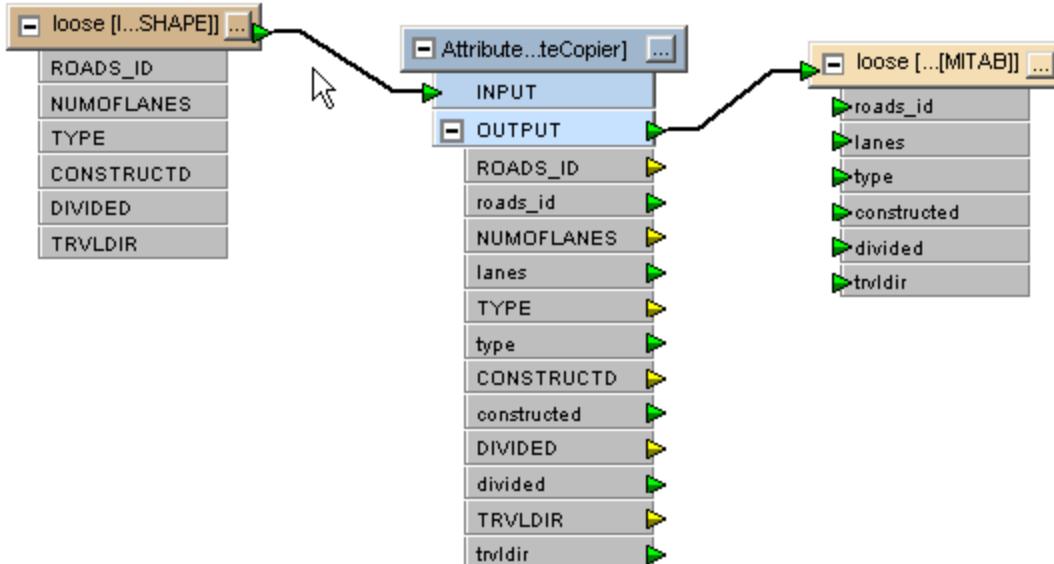 loose [l...SHAPE]] ...
ROADS_ID
NUMOFLANES
TYPE
CONSTRUCTD
DIVIDED
TRVLDIR
Attribute...teCopier] ...
INPUT
OUTPUT
ROADS_ID
roads_id
NUMOFLANES
lanes
TYPE
type
CONSTRUCTD
constructed
DIVIDED
divided
TRVLDIR
trvldir
loose [...[MITAB]] ...
roads_id
lanes
type
constructed
divided
trvldir